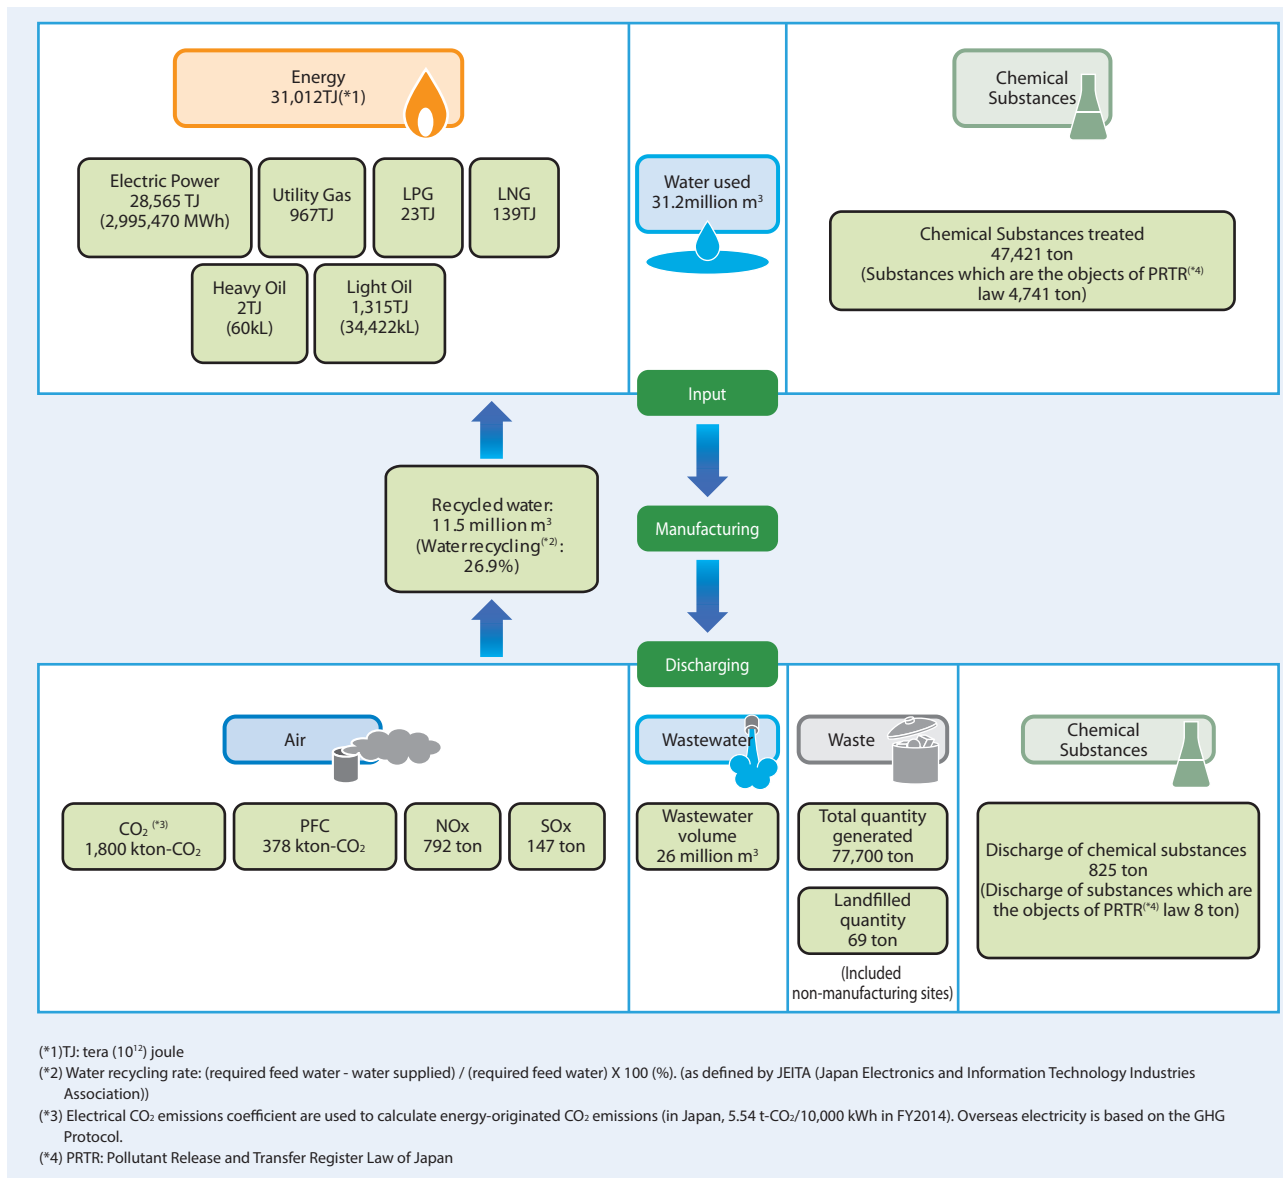 Energy
31,012TJ(*1)
Electric Power
28,565 TJ
(2,995,470 MWh)
Utility Gas
967TJ
LPG
23TJ
LNG
139TJ
Heavy Oil
2TJ
(60kL)
Light Oil
1,315TJ
(34,422kL)
Water used
31.2million m³
Chemical
Substances
Chemical Substances treated
47,421 ton
(Substances which are the objects of PRTR(*4)
law 4,741 ton)
Input
Recycled water:
11.5 million m³
(Water recycling(*2) :
26.9%)
Manufacturing
Discharging
Air
CO₂ (*3)
1,800 kton-CO₂
PFC
378 kton-CO₂
NOx
792 ton
SOx
147 ton
Wastewater
Wastewater
volume
26 million m³
Waste
Total quantity
generated
77,700 ton
Landfilled
quantity
69 ton
(Included
non-manufacturing sites)
Chemical
Substances
Discharge of chemical substances
825 ton
(Discharge of substances which are
the objects of PRTR(*4) law 8 ton)
(*1)TJ: tera (10¹²) joule
(*2) Water recycling rate: (required feed water - water supplied) / (required feed water) X 100 (%). (as defined by JEITA (Japan Electronics and Information Technology Industries
Association))
(*3) Electrical CO₂ emissions coefficient are used to calculate energy-originated CO₂ emissions (in Japan, 5.54 t-CO₂/10,000 kWh in FY2014). Overseas electricity is based on the GHG
Protocol.
(*4) PRTR: Pollutant Release and Transfer Register Law of Japan